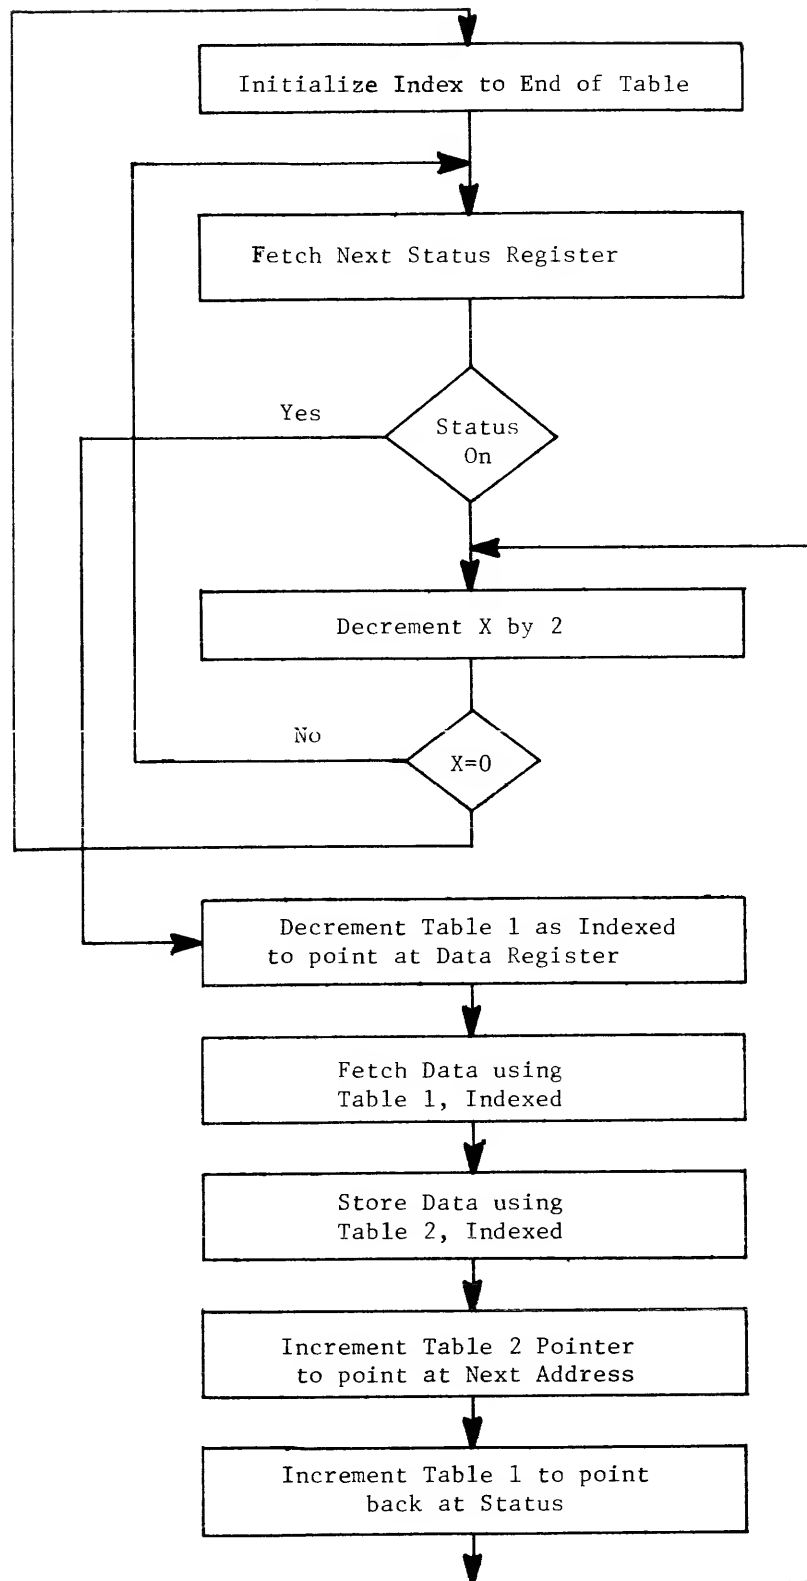 Initialize Index to End of Table
Fetch Next Status Register
Yes
Status
On
Decrement X by 2
No
X=0
Decrement Table 1 as Indexed
to point at Data Register
Fetch Data using
Table 1, Indexed
Store Data using
Table 2, Indexed
Increment Table 2 Pointer
to point at Next Address
Increment Table 1 to point
back at Status